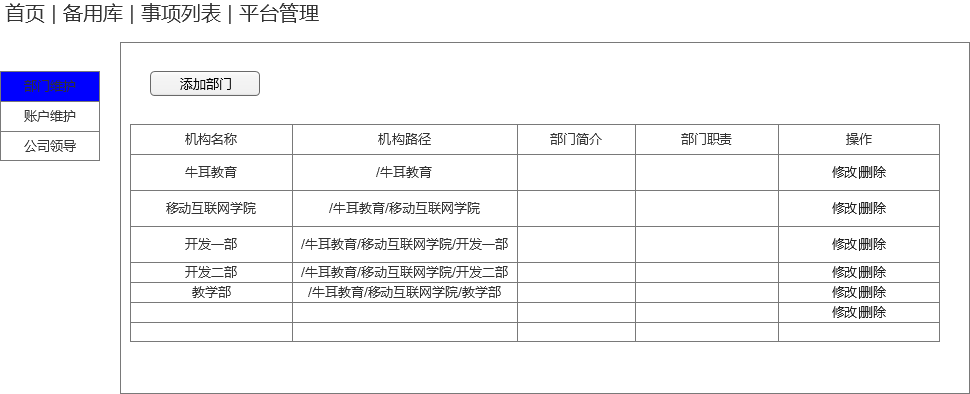 首页 | 备用库 | 事项列表 | 平台管理
部门维护
账户维护
公司领导
添加部门
机构名称 机构路径 部门简介 部门职责 操作
牛耳教育 /牛耳教育 修改|删除
移动互联网学院 /牛耳教育/移动互联网学院 修改|删除
开发一部 /牛耳教育/移动互联网学院/开发一部 修改|删除
开发二部 /牛耳教育/移动互联网学院/开发二部 修改|删除
教学部 /牛耳教育/移动互联网学院/教学部 修改|删除
修改|删除